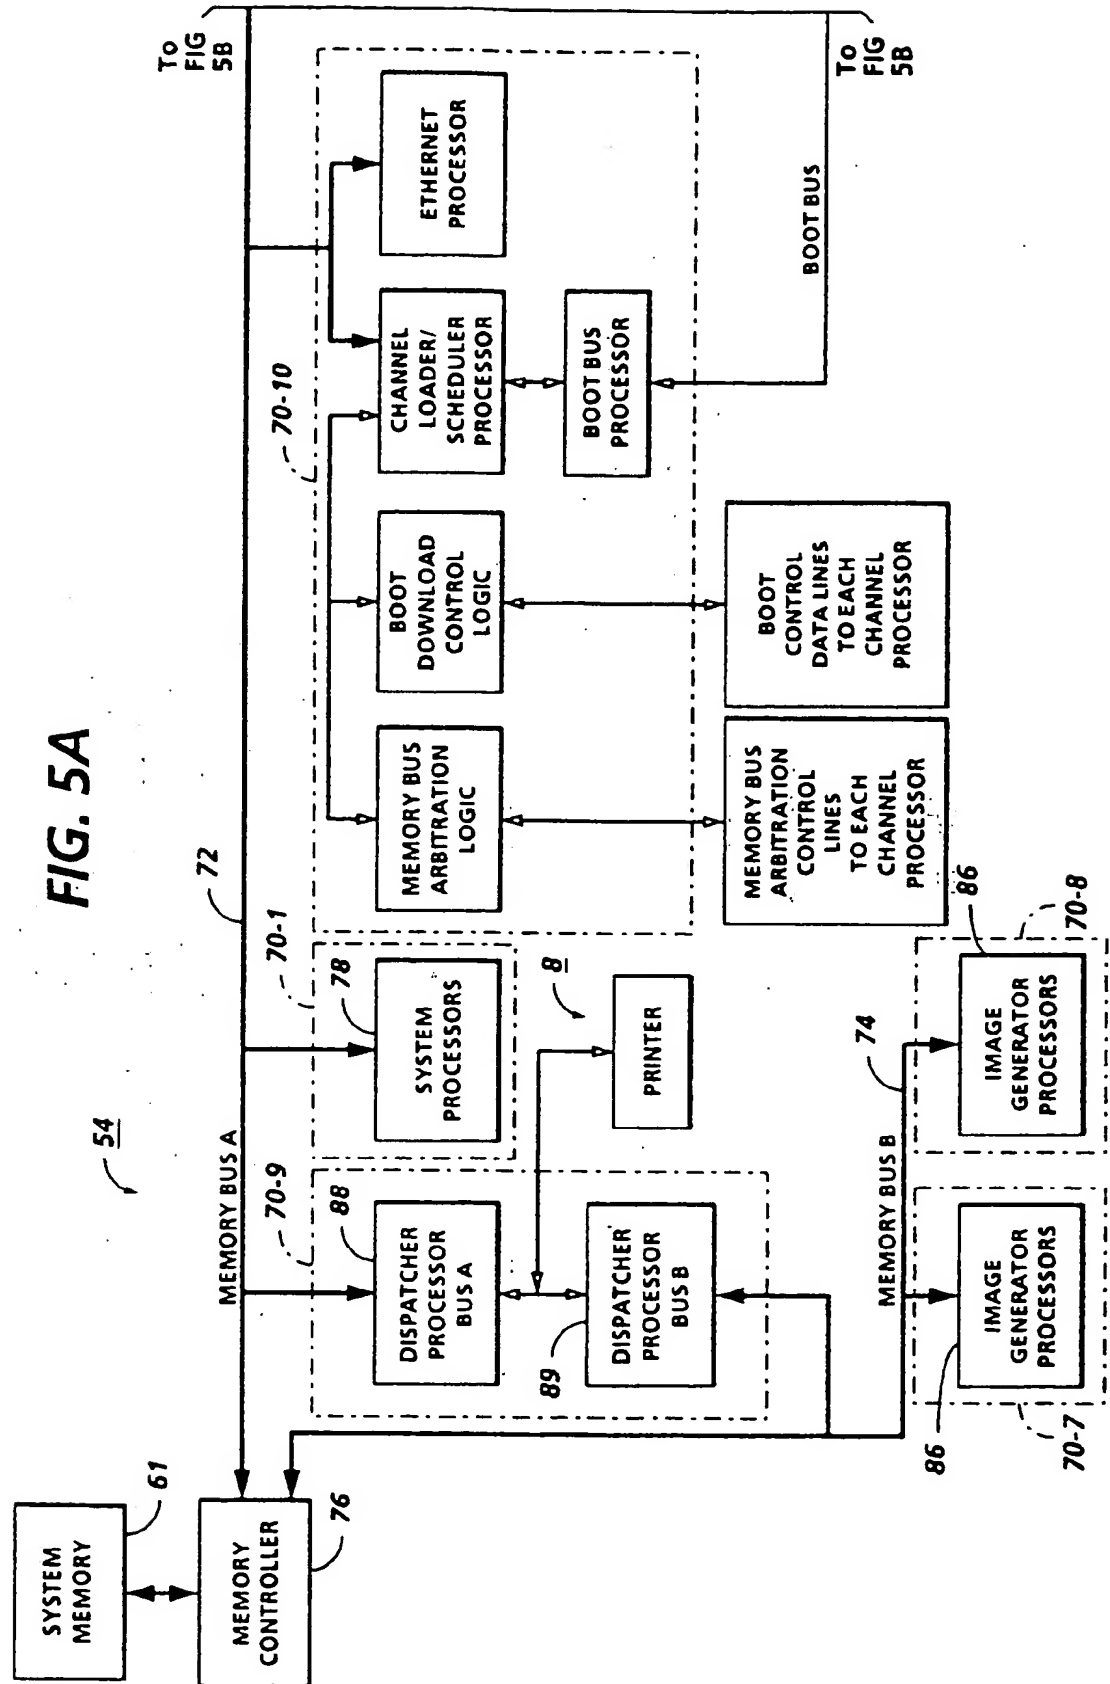 FIG. 5A
54
SYSTEM
MEMORY
61
MEMORY
CONTROLLER
76
MEMORY BUS A
72
To
FIG
5B
70-9
88
DISPATCHER
PROCESSOR
BUS A
89
DISPATCHER
PROCESSOR
BUS B
70-1
78
SYSTEM
PROCESSORS
8
PRINTER
70-10
MEMORY BUS
ARBITRATION
LOGIC
BOOT
DOWNLOAD
CONTROL
LOGIC
CHANNEL
LOADER/
SCHEDULER
PROCESSOR
ETHERNET
PROCESSOR
BOOT BUS
PROCESSOR
BOOT BUS
To
FIG
5B
MEMORY BUS
ARBITRATION
CONTROL
LINES
TO EACH
CHANNEL
PROCESSOR
BOOT
CONTROL
DATA LINES
TO EACH
CHANNEL
PROCESSOR
MEMORY BUS B
74
86
IMAGE
GENERATOR
PROCESSORS
70-7
86
IMAGE
GENERATOR
PROCESSORS
70-8